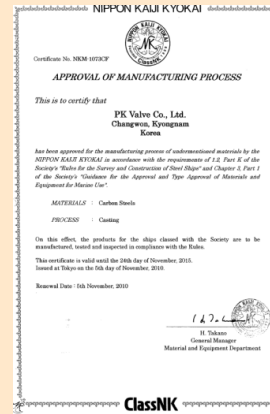 NIPPON KAIJI KYOKAI
NK
ClassNK
Certificate No. NKM-1073CF
APPROVAL OF MANUFACTURING PROCESS
This is to certify that
PK Valve Co., Ltd.
Changwon, Kyongnam
Korea
has been approved for the manufacturing process of undermentioned materials by the
NIPPON KAIJI KYOKAI in accordance with the requirements of 1.2, Part K of the
Society's "Rules for the Survey and Construction of Steel Ships" and Chapter 2, Part 1
of the Society's "Guidance for the Approval and Type Approval of Materials and
Equipment for Marine Use".
MATERIALS : Carbon Steels
PROCESS : Casting
On this effect, the products for the ships classed with the Society are to be
manufactured, tested and inspected in compliance with the Rules.
This certificate is valid until the 24th day of November, 2015.
Issued at Tokyo on the 5th day of November, 2010.
Renewal Date : 5th November, 2010
H. Takano
General Manager
Material and Equipment Department
ClassNK